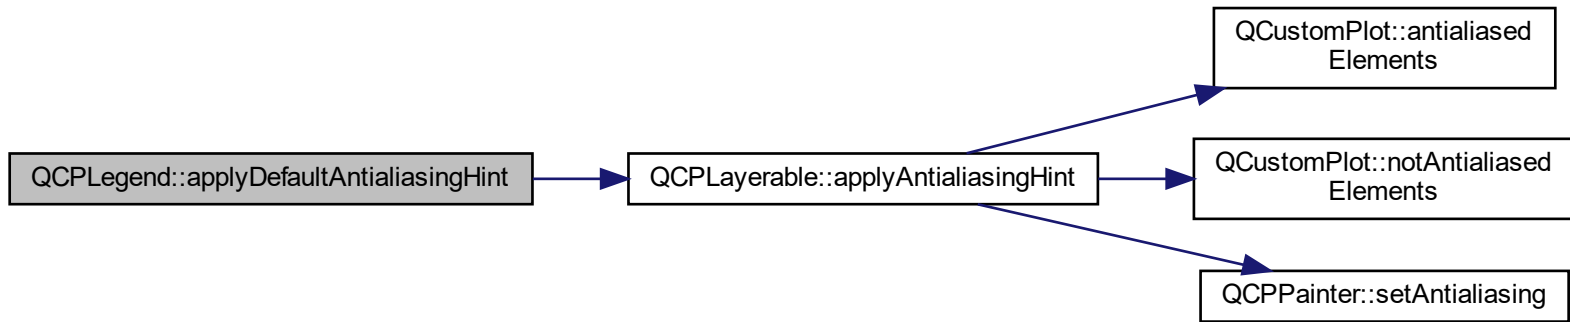 QCustomPlot::antialiased
Elements
QCPLegend::applyDefaultAntialiasingHint
QCPLayerable::applyAntialiasingHint
QCustomPlot::notAntialiased
Elements
QCPPainter::setAntialiasing